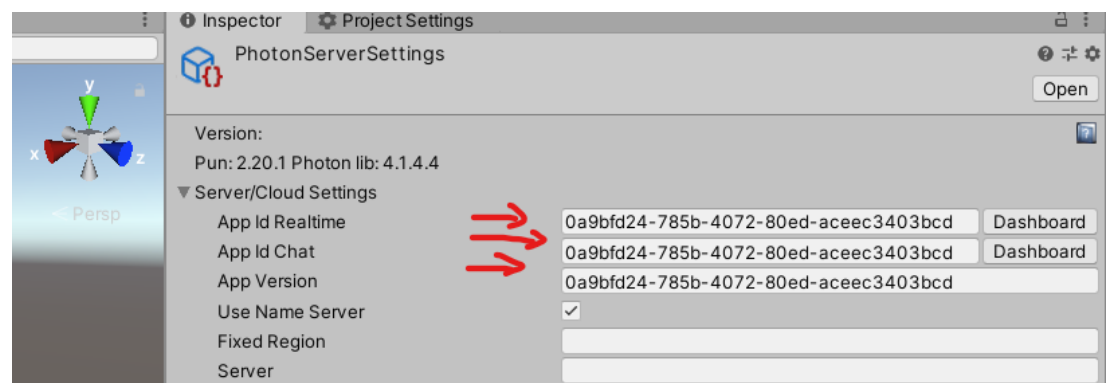 Inspector Project Settings
PhotonServerSettings
Open
y
x z
Persp
Version:
Pun: 2.20.1 Photon lib: 4.1.4.4
Server/Cloud Settings
App Id Realtime 0a9bfd24-785b-4072-80ed-aceec3403bcd Dashboard
App Id Chat 0a9bfd24-785b-4072-80ed-aceec3403bcd Dashboard
App Version 0a9bfd24-785b-4072-80ed-aceec3403bcd
Use Name Server
Fixed Region
Server